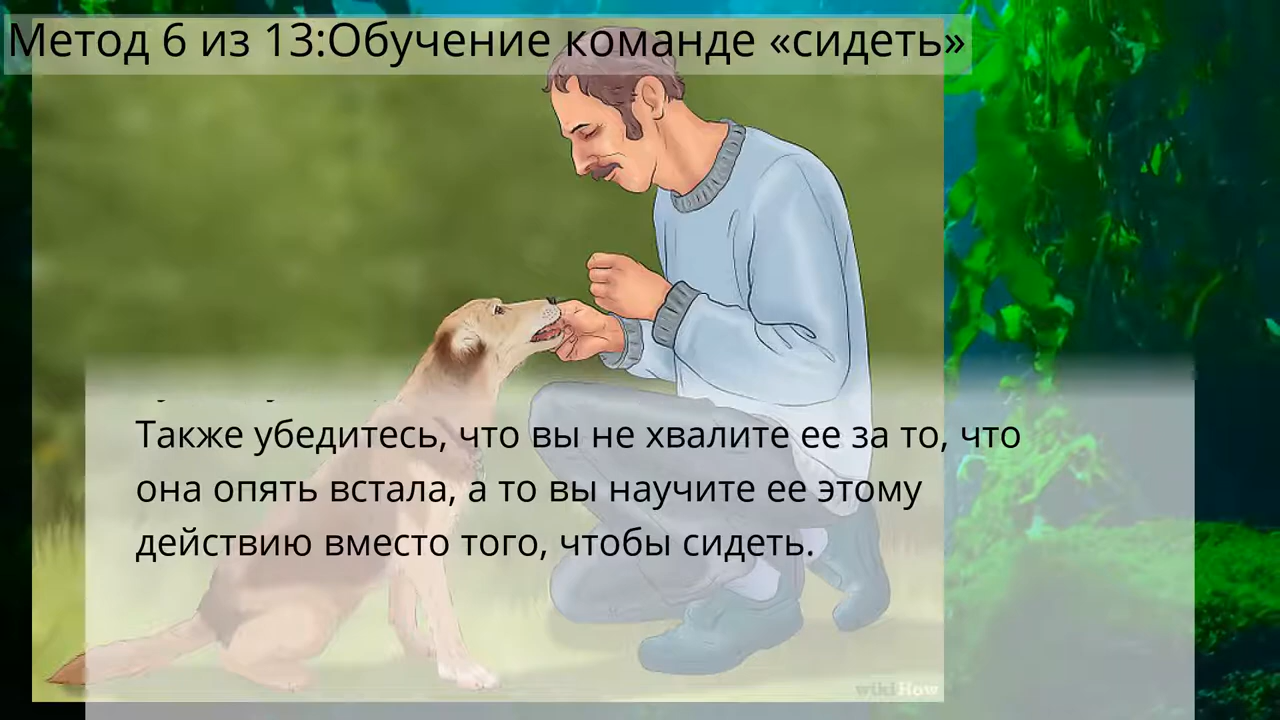 Метод 6 из 13:Обучение команде «сидеть»
Также убедитесь, что вы не хвалите ее за то, что
она опять встала, а то вы научите ее этому
действию вместо того, чтобы сидеть.
wikiHow